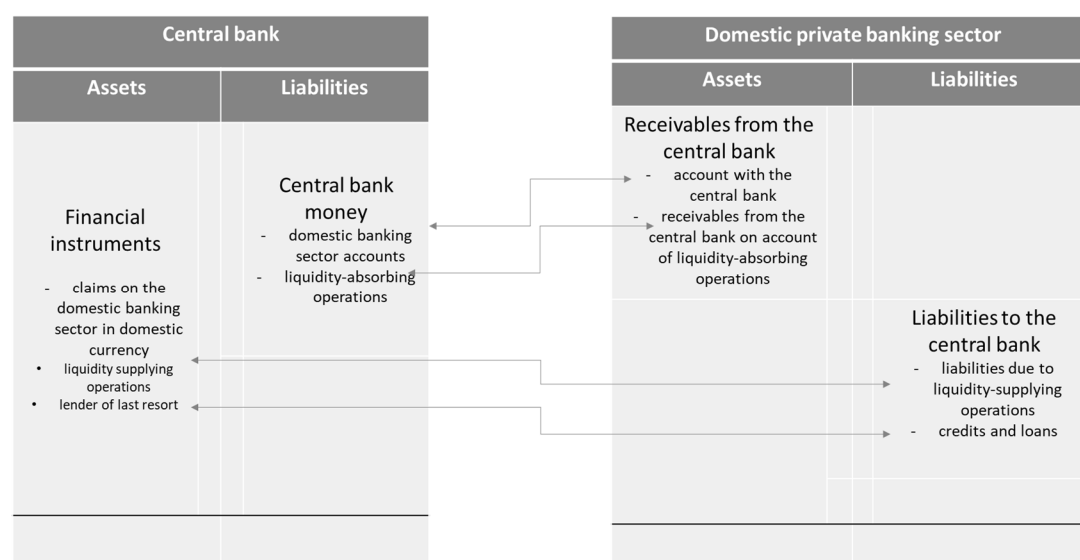 Central bank
Assets
Liabilities
Financial
instruments
- claims on the
domestic banking
sector in domestic
currency
• liquidity supplying
operations
• lender of last resort
Central bank
money
- domestic banking
sector accounts
- liquidity-absorbing
operations
Domestic private banking sector
Assets
Liabilities
Receivables from the
central bank
- account with the
central bank
- receivables from the
central bank on account
of liquidity-absorbing
operations
Liabilities to the
central bank
- liabilities due to
liquidity-supplying
operations
- credits and loans